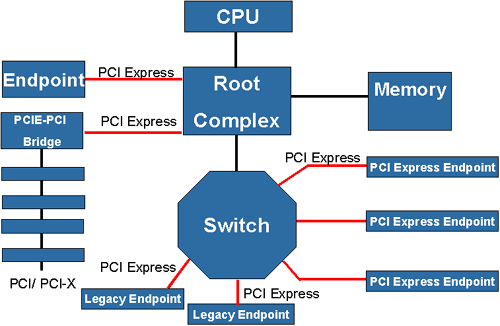 CPU
PCI Express
Endpoint
Root
Complex
Memory
PCIE-PCI
Bridge
PCI Express
PCI Express
PCI Express Endpoint
Switch
PCI Express Endpoint
PCI Express
PCI Express Endpoint
PCI/ PCI-X
Legacy Endpoint
PCI Express
Legacy Endpoint